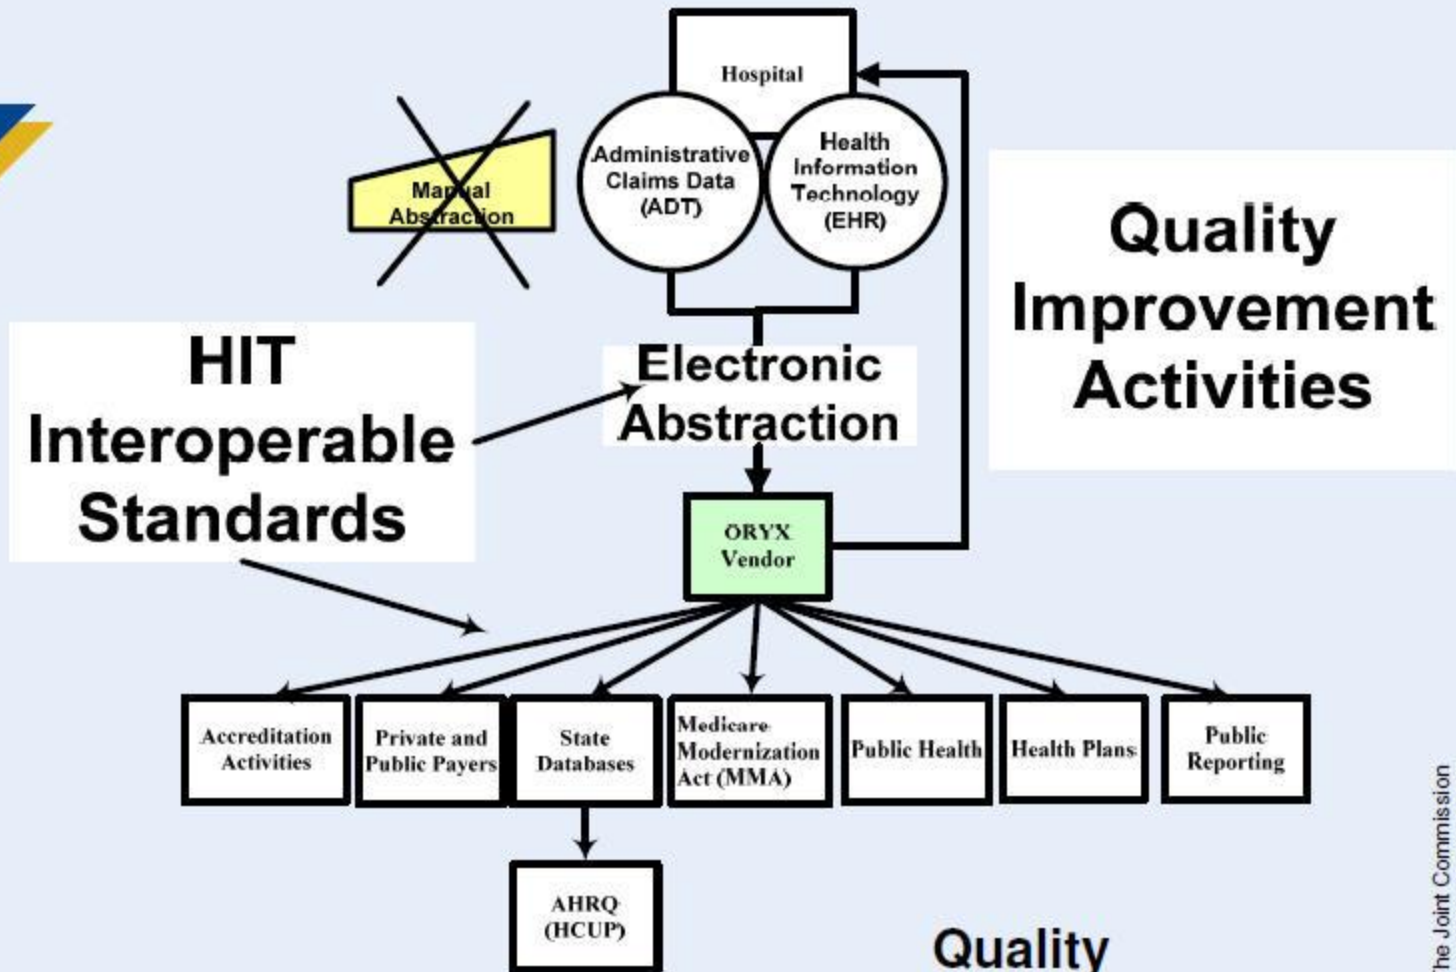 Hospital
Administrative
Claims Data
(ADT)
Health
Information
Technology
(EHR)
Manual
Abstraction
Quality
Improvement
Activities
HIT
Interoperable
Standards
Electronic
Abstraction
ORYX
Vendor
Accreditation
Activities
Private and
Public Payers
State
Databases
Medicare
Modernization
Act (MMA)
Public Health
Health Plans
Public
Reporting
AHRQ
(HCUP)
Quality
The Joint Commission